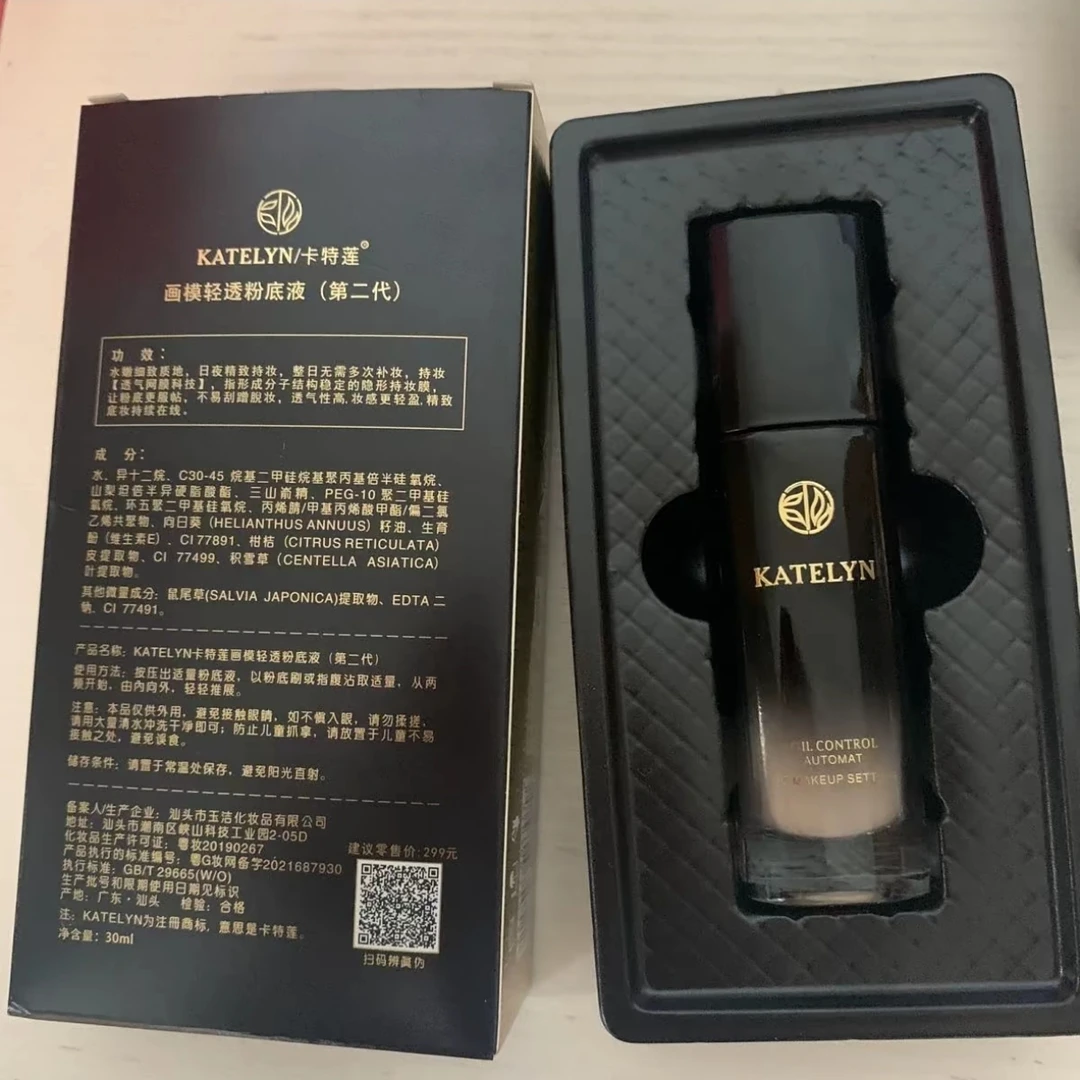 KATELYN/卡特莲®
画模轻透粉底液（第二代）
功 效：
水嫩细致质地，日夜精致持妆，整日无需多次补妆，持妆
【透气网膜科技】，指形成分子结构稳定的隐形持妆膜，
让粉底更服帖，不易刮蹭脱妆，透气性高,妆感更轻盈,精致
底妆持续在线。
成 分：
水、异十二烷、C30-45 烷基二甲硅烷基聚丙基倍半硅氧烷、
山梨坦倍半异硬脂酸酯、三山嵛精、PEG-10 聚二甲基硅
氧烷、环五聚二甲基硅氧烷、丙烯腈/甲基丙烯酸甲酯/偏二氯
乙烯共聚物、向日葵（HELIANTHUS ANNUUS）籽油、生育
酚（维生素E）、CI 77891、柑桔（CITRUS RETICULATA）
皮提取物、CI 77499、积雪草（CENTELLA ASIATICA）
叶提取物。
其他微量成分：鼠尾草(SALVIA JAPONICA)提取物、EDTA 二
钠、CI 77491。
产品名称：KATELYN卡特莲画模轻透粉底液（第二代）
使用方法：按压出适量粉底液，以粉底刷或指腹沾取适量，从两
颊开始，由内向外，轻轻推展。
注意：本品仅供外用，避免接触眼睛，如不慎入眼，请勿揉搓，
请用大量清水冲洗干净即可；防止儿童抓拿，请放置于儿童不易
接触之处，避免误食。
储存条件：请置于常温处保存，避免阳光直射。
备案人/生产企业：汕头市玉洁化妆品有限公司
地址：汕头市潮南区峡山科技工业园2-05D
化妆品生产许可证：粤妆20190267
产品执行的标准编号：粤G妆网备字2021687930
执行标准：GB/T 29665(W/O)
生产批号和限期使用日期见标识
产地：广东·汕头 检验：合格
注：KATELYN为注冊商标，意思是卡特莲。
净含量：30ml
建议零售价：299元
扫码辨真伪
KATELYN
OIL CONTROL
AUTOMAT
MAKEUP SETT